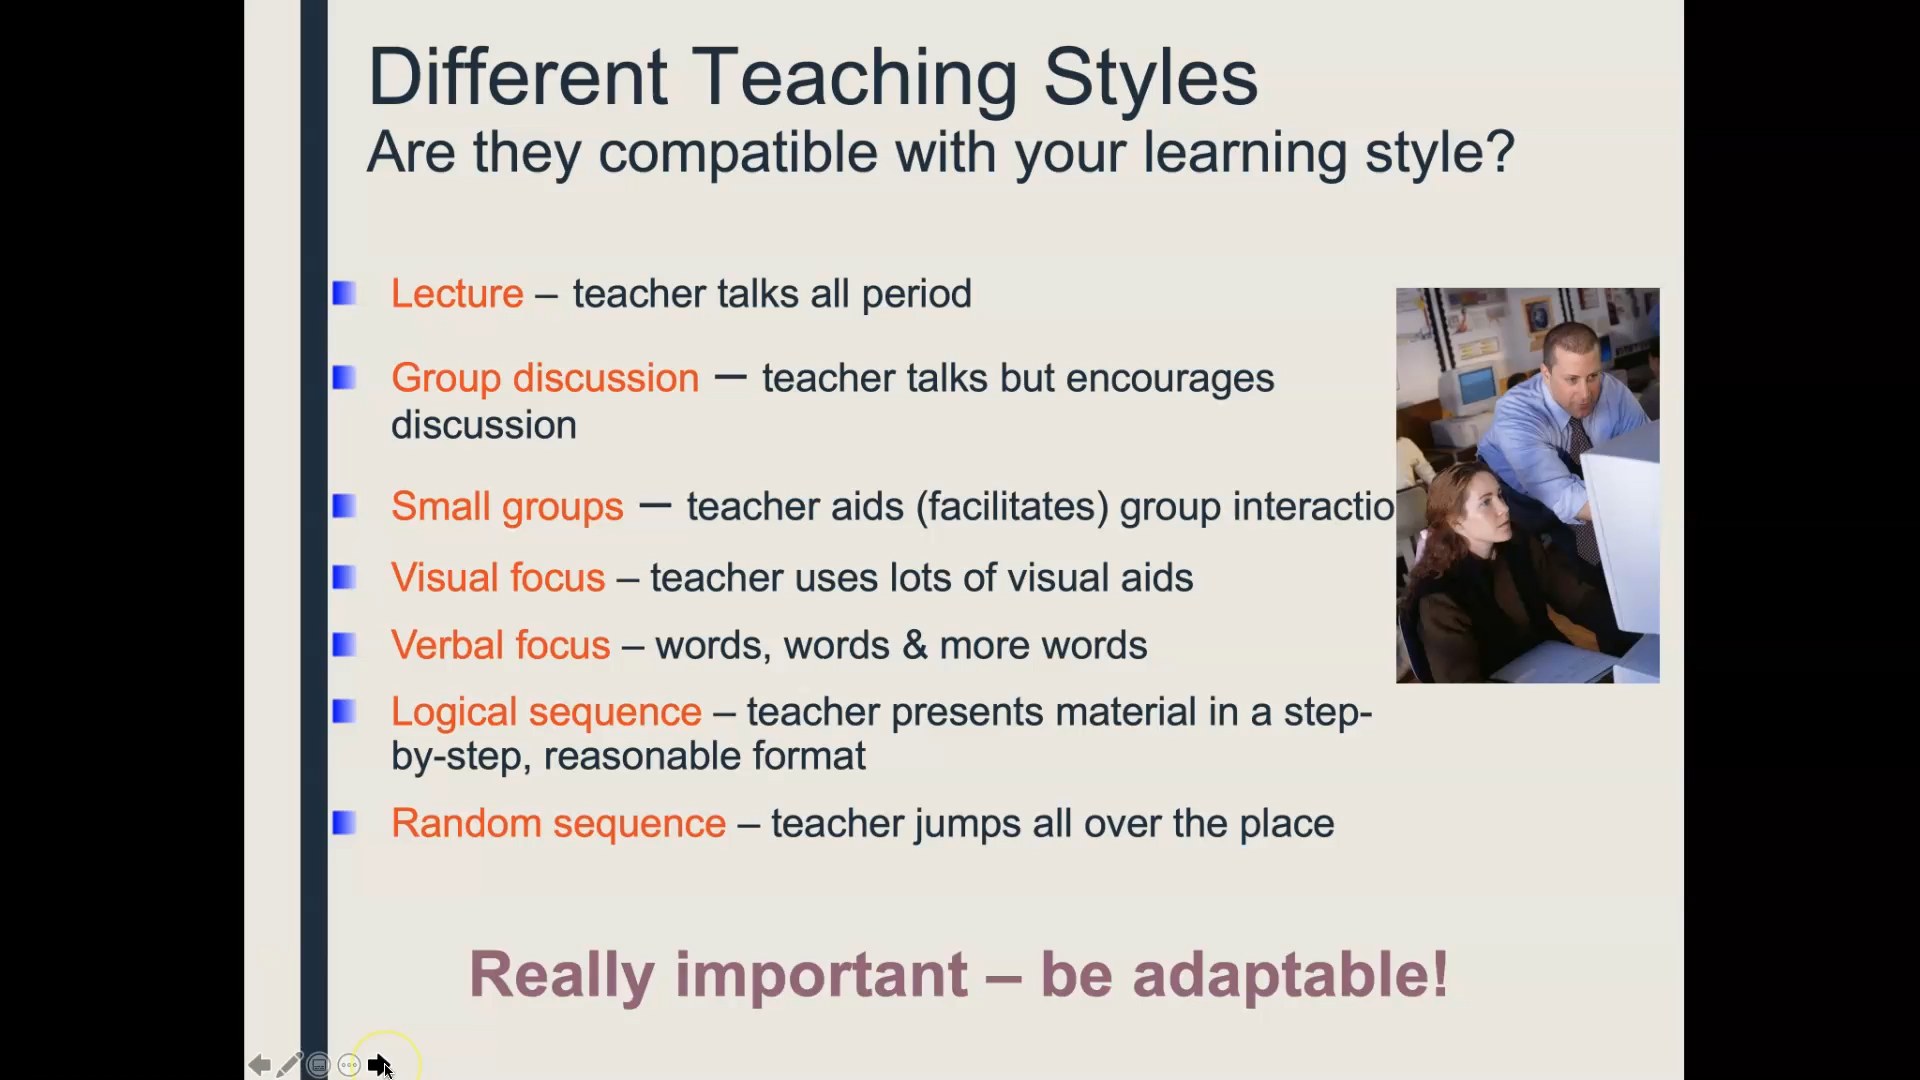 Different Teaching Styles
Are they compatible with your learning style?
Lecture – teacher talks all period
Group discussion – teacher talks but encourages
discussion
Small groups – teacher aids (facilitates) group interactio
Visual focus – teacher uses lots of visual aids
Verbal focus – words, words & more words
Logical sequence – teacher presents material in a step-
by-step, reasonable format
Random sequence – teacher jumps all over the place
Really important – be adaptable!